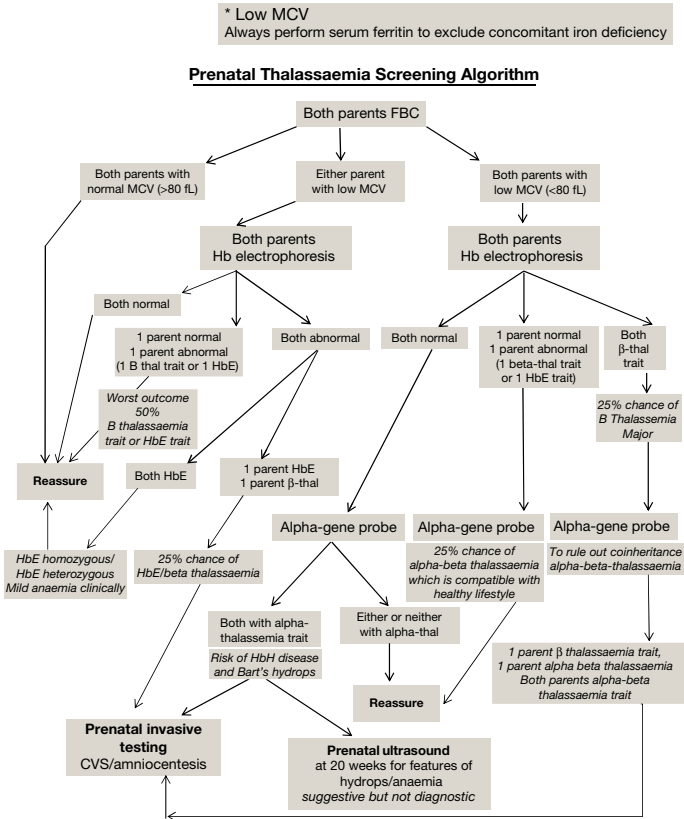 * Low MCV
Always perform serum ferritin to exclude concomitant iron deficiency
Prenatal Thalassaemia Screening Algorithm
Both parents FBC
Both parents with
normal MCV (>80 fL)
Either parent
with low MCV
Both parents with
low MCV (<80 fL)
Both parents
Hb electrophoresis
Both parents
Hb electrophoresis
Both normal
1 parent normal
1 parent abnormal
(1 B thal trait or 1 HbE)
Both abnormal
Both normal
1 parent normal
1 parent abnormal
(1 beta-thal trait
or 1 HbE trait)
Both
β-thal
trait
Worst outcome
50%
B thalassaemia
trait or HbE trait
25% chance of
B Thalassemia
Major
Reassure
Both HbE
1 parent HbE
1 parent β-thal
Alpha-gene probe
Alpha-gene probe
Alpha-gene probe
HbE homozygous/
HbE heterozygous
Mild anaemia clinically
25% chance of
HbE/beta thalassaemia
25% chance of
alpha-beta thalassaemia
which is compatible with
healthy lifestyle
To rule out coinheritance
alpha-beta-thalassaemia
Both with alpha-
thalassemia trait
Either or neither
with alpha-thal
Risk of HbH disease
and Bart's hydrops
1 parent β thalassaemia trait,
1 parent alpha beta thalassaemia
Both parents alpha-beta
thalassaemia trait
Reassure
Prenatal invasive
testing
CVS/amniocentesis
Prenatal ultrasound
at 20 weeks for features of
hydrops/anaemia
suggestive but not diagnostic